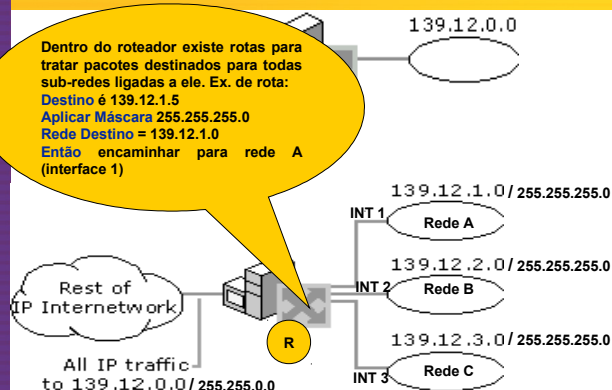 139.12.0.0
Dentro do roteador existe rotas para
tratar pacotes destinados para todas
sub-redes ligadas a ele. Ex. de rota:
Destino é 139.12.1.5
Aplicar Máscara 255.255.255.0
Rede Destino = 139.12.1.0
Então encaminhar para rede A
(interface 1)
139.12.1.0/ 255.255.255.0
INT 1
Rede A
139.12.2.0/ 255.255.255.0
INT 2
Rede B
Rest of
IP Internetwork
R
139.12.3.0/ 255.255.255.0
INT 3
Rede C
All IP traffic
to 139.12.0.0/ 255.255.0.0